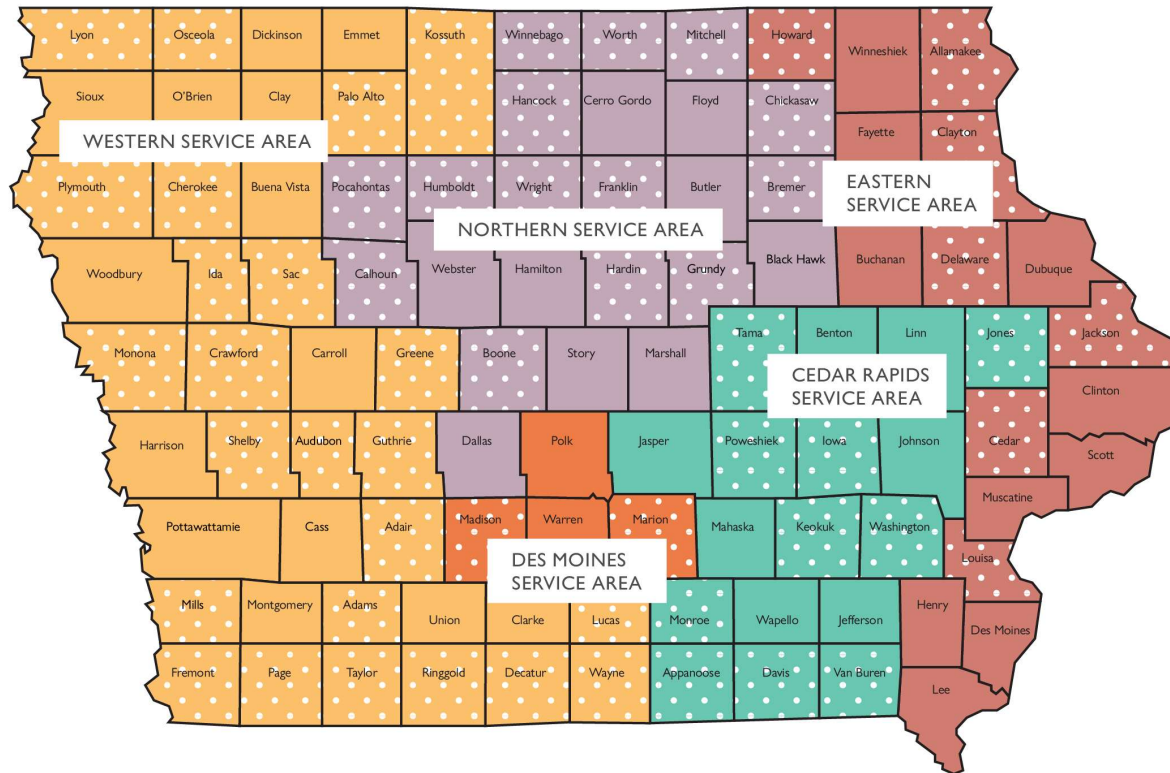 Lyon
Osceola
Dickinson
Emmet
Kossuth
Winnebago
Worth
Mitchell
Howard
Winneshiek
Allamakee
Sioux
O'Brien
Clay
Palo Alto
Hancock
Cerro Gordo
Floyd
Chickasaw
Fayette
Clayton
WESTERN SERVICE AREA
Plymouth
Cherokee
Buena Vista
Pocahontas
Humboldt
Wright
Franklin
Butler
Bremer
EASTERN
SERVICE AREA
NORTHERN SERVICE AREA
Woodbury
Ida
Sac
Calhoun
Webster
Hamilton
Hardin
Grundy
Black Hawk
Buchanan
Delaware
Dubuque
Monona
Crawford
Carroll
Greene
Boone
Story
Marshall
Tama
Benton
Linn
Jones
Jackson
CEDAR RAPIDS
SERVICE AREA
Clinton
Harrison
Shelby
Audubon
Guthrie
Dallas
Polk
Jasper
Poweshiek
Iowa
Johnson
Cedar
Scott
Muscatine
Pottawattamie
Cass
Adair
Madison
Warren
Marion
Mahaska
Keokuk
Washington
Louisa
DES MOINES
SERVICE AREA
Mills
Montgomery
Adams
Union
Clarke
Lucas
Monroe
Wapello
Jefferson
Henry
Des Moines
Fremont
Page
Taylor
Ringgold
Decatur
Wayne
Appanoose
Davis
Van Buren
Lee